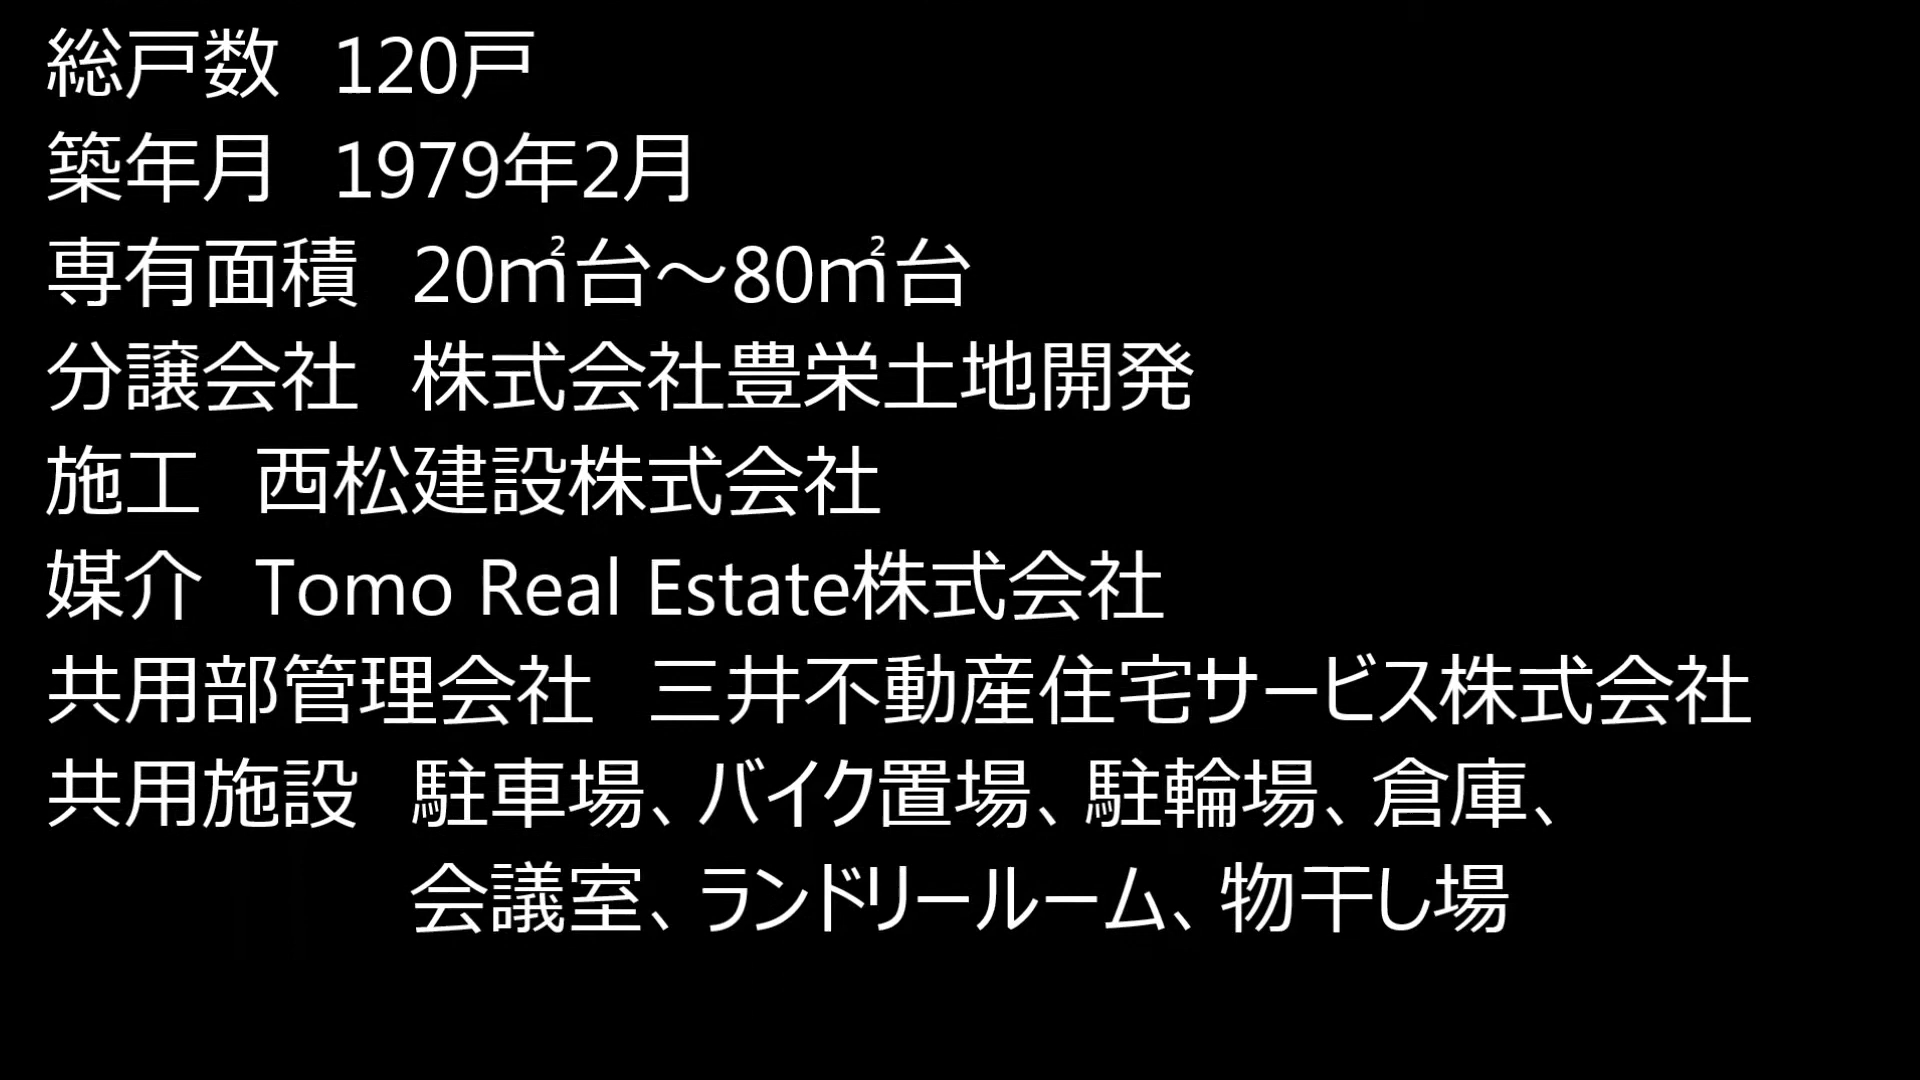 総戸数　120戸
築年月　1979年2月
専有面積　20㎡台～80㎡台
分譲会社　株式会社豊栄土地開発
施工　西松建設株式会社
媒介　Tomo Real Estate株式会社
共用部管理会社　三井不動産住宅サービス株式会社
共用施設　駐車場、バイク置場、駐輪場、倉庫、
会議室、ランドリールーム、物干し場